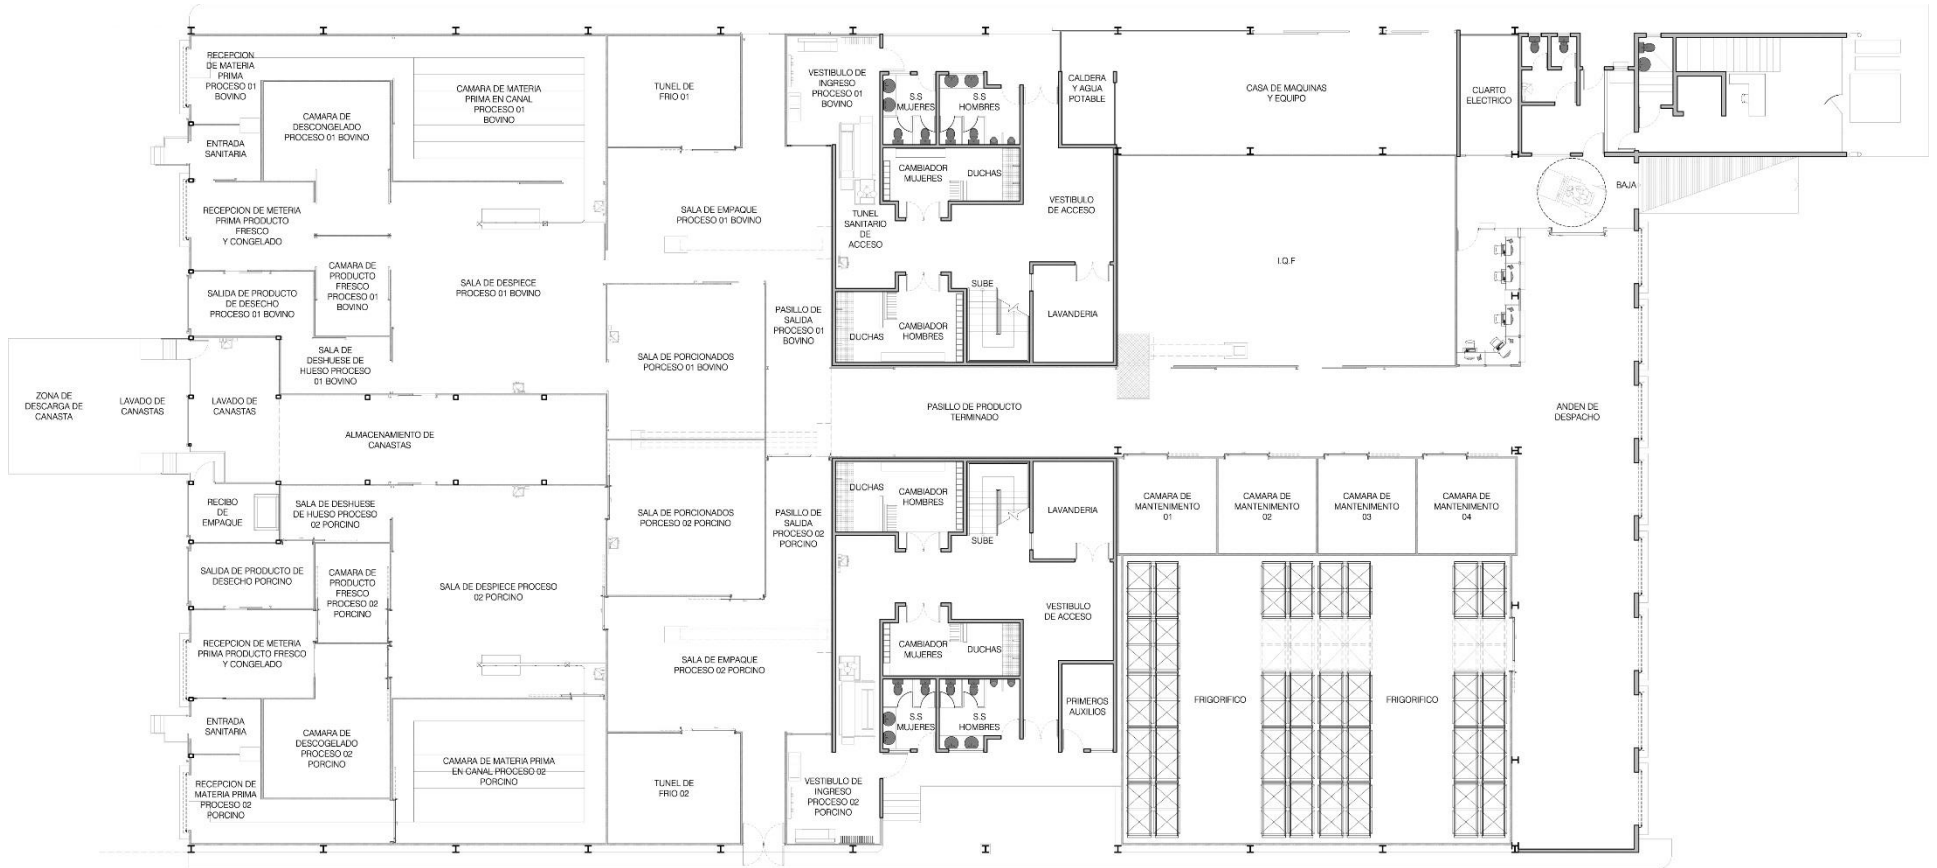 RECEPCION
DE MATERIA
PRIMA
PROCESO 01
BOVINO
CAMARA DE
DESCONGELADO
PROCESO 01 BOVINO
ENTRADA
SANITARIA
CAMARA DE MATERIA
PRIMA EN CANAL
PROCESO 01
BOVINO
TUNEL DE
FRIO 01
VESTIBULO DE
INGRESO
PROCESO 01
BOVINO
S.S
MUJERES
S.S
HOMBRES
CALDERA
Y AGUA
POTABLE
CASA DE MAQUINAS
Y EQUIPO
CUARTO
ELECTRICO
BAJA
RECEPCION DE METERIA
PRIMA PRODUCTO
FRESCO
Y CONGELADO
SALA DE EMPAQUE
PROCESO 01 BOVINO
CAMBIADOR
MUJERES
DUCHAS
TUNEL
SANITARIO
DE
ACCESO
VESTIBULO
DE ACCESO
I.Q.F
CAMARA DE
PRODUCTO
FRESCO
PROCESO 01
BOVINO
SALIDA DE PRODUCTO
DE DESECHO
PROCESO 01 BOVINO
SALA DE DESPIECE
PROCESO 01 BOVINO
PASILLO DE
SALIDA
PROCESO 01
BOVINO
SUBE
DUCHAS
CAMBIADOR
HOMBRES
LAVANDERIA
SALA DE
DESHUESE DE
HUESO PROCESO
01 BOVINO
SALA DE PORCIONADOS
PORCESO 01 BOVINO
ZONA DE
DESCARGA DE
CANASTA
LAVADO DE
CANASTAS
LAVADO DE
CANASTAS
PASILLO DE PRODUCTO
TERMINADO
ANDEN DE
DESPACHO
ALMACENAMIENTO DE
CANASTAS
RECIBO
DE
EMPAQUE
SALA DE DESHUESE
DE HUESO PROCESO
02 PORCINO
SALA DE PORCIONADOS
PORCESO 02 PORCINO
PASILLO DE
SALIDA
PROCESO 02
PORCINO
DUCHAS
CAMBIADOR
HOMBRES
SUBE
LAVANDERIA
CAMARA DE
MANTENIMENTO
01
CAMARA DE
MANTENIMENTO
02
CAMARA DE
MANTENIMENTO
03
CAMARA DE
MANTENIMENTO
04
SALIDA DE PRODUCTO DE
DESECHO PORCINO
CAMARA DE
PRODUCTO
FRESCO
PROCESO 02
PORCINO
SALA DE DESPIECE PROCESO
02 PORCINO
VESTIBULO
DE ACCESO
RECEPCION DE METERIA
PRIMA PRODUCTO FRESCO
Y CONGELADO
SALA DE EMPAQUE
PROCESO 02 PORCINO
CAMBIADOR
MUJERES
DUCHAS
ENTRADA
SANITARIA
CAMARA DE
DESCOGELADO
PROCESO 02
PORCINO
S.S
MUJERES
S.S
HOMBRES
PRIMEROS
AUXILIOS
FRIGORIFICO
FRIGORIFICO
RECEPCION DE
MATERIA PRIMA
PROCESO 02
PORCINO
CAMARA DE MATERIA PRIMA
EN CANAL PROCESO 02
PORCINO
TUNEL DE
FRIO 02
VESTIBULO DE
INGRESO
PROCESO 02
PORCINO